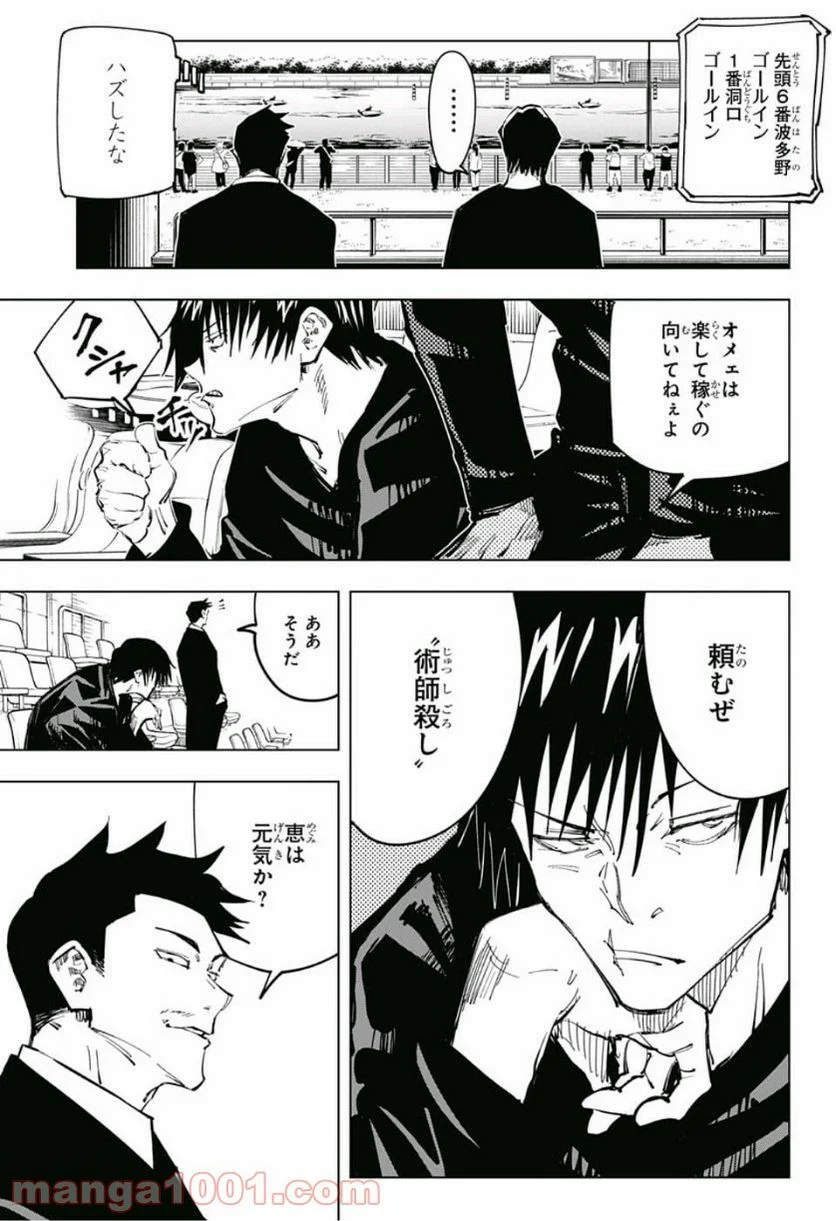 先頭6番波多野
ゴールイン
1番洞口
ゴールイン
……
ハズしたな
オメェは
楽して稼ぐの
向いてねぇよ
チッ
クシャ
頼むぜ
〝術師殺し〟
ああ
そうだ
恵は
元気か？
manga1001.com